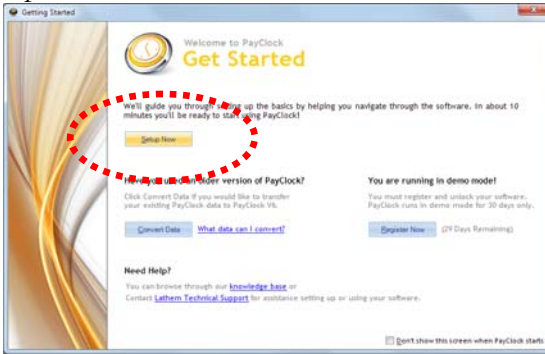 Getting Started
Welcome to PayClock
Get Started
We'll guide you through setting up the basics by helping you navigate through the software. In about 10
minutes you'll be ready to start using PayClock!
Setup Now
Have you used an older version of PayClock?
Click Convert Data if you would like to transfer
your existing PayClock data to PayClock V6.
Convert Data What data can I convert?
You are running in demo mode!
You must register and unlock your software.
PayClock runs in demo mode for 30 days only.
Register Now (29 Days Remaining)
Need Help?
You can browse through our knowledge base or
Contact Lathem Technical Support for assistance setting up or using your software.
Don't show this screen when PayClock starts